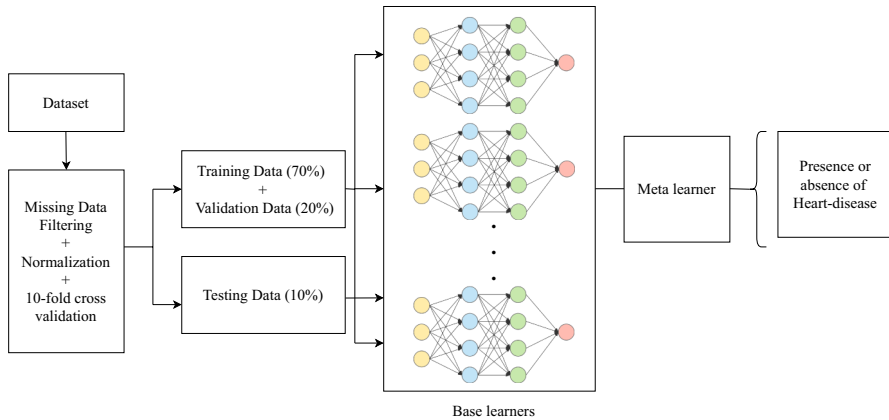 Dataset
Missing Data
Filtering
+
Normalization
+
10-fold cross
validation
Training Data (70%)
+
Validation Data (20%)
Testing Data (10%)
Base learners
Meta learner
Presence or
absence of
Heart-disease